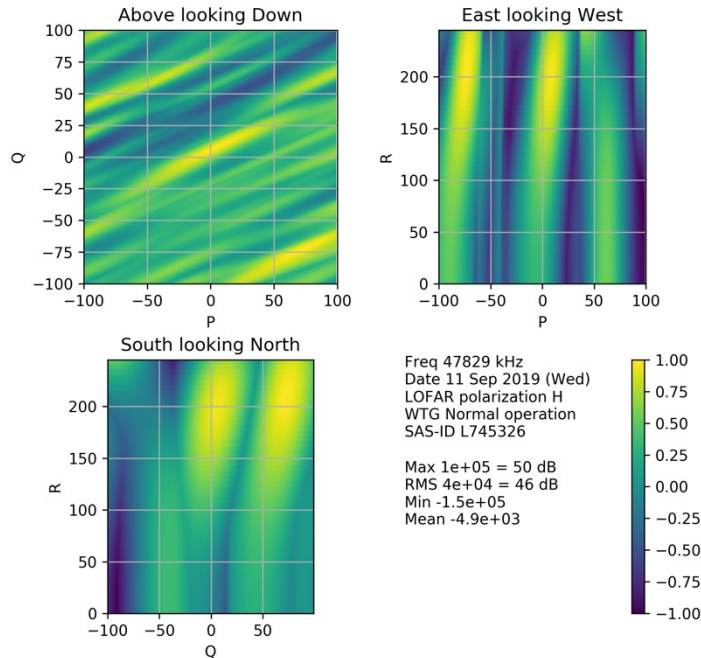 Above looking Down
100
75
50
25
0
−25
−50
−75
−100
−100 −50 0 50 100
Q
P
East looking West
200
150
100
50
0
−100 −50 0 50 100
R
P
South looking North
200
150
100
50
0
−100 −50 0 50
R
Q
Freq 47829 kHz
Date 11 Sep 2019 (Wed)
LOFAR polarization H
WTG Normal operation
SAS-ID L745326
Max 1e+05 = 50 dB
RMS 4e+04 = 46 dB
Min -1.5e+05
Mean -4.9e+03
1.00
0.75
0.50
0.25
0.00
−0.25
−0.50
−0.75
−1.00